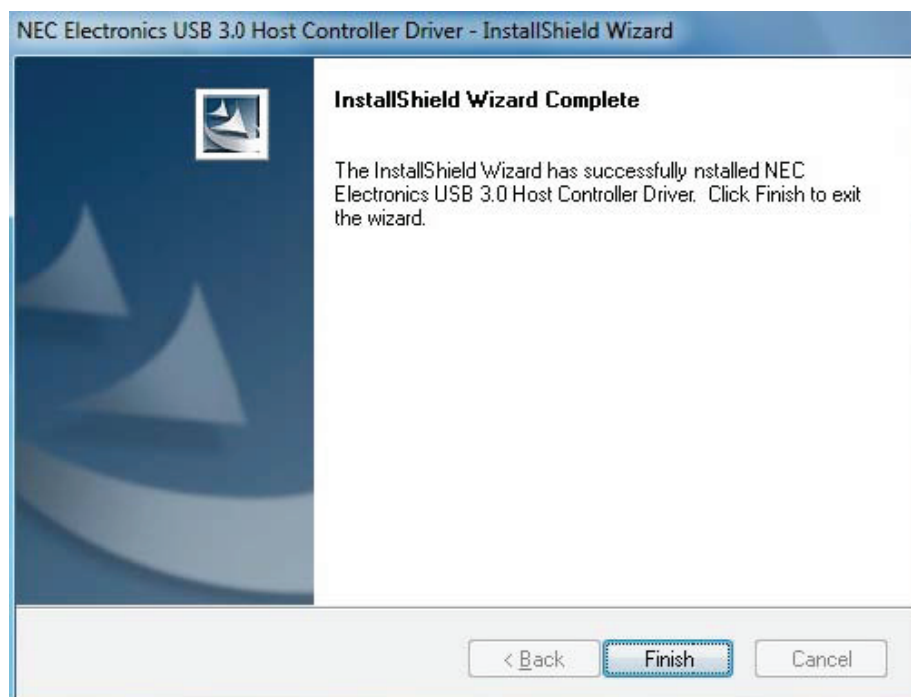 NEC Electronics USB 3.0 Host Controller Driver - InstallShield Wizard
InstallShield Wizard Complete
The InstallShield Wizard has successfully nstalled NEC
Electronics USB 3.0 Host Controller Driver. Click Finish to exit
the wizard.
< Back Finish Cancel